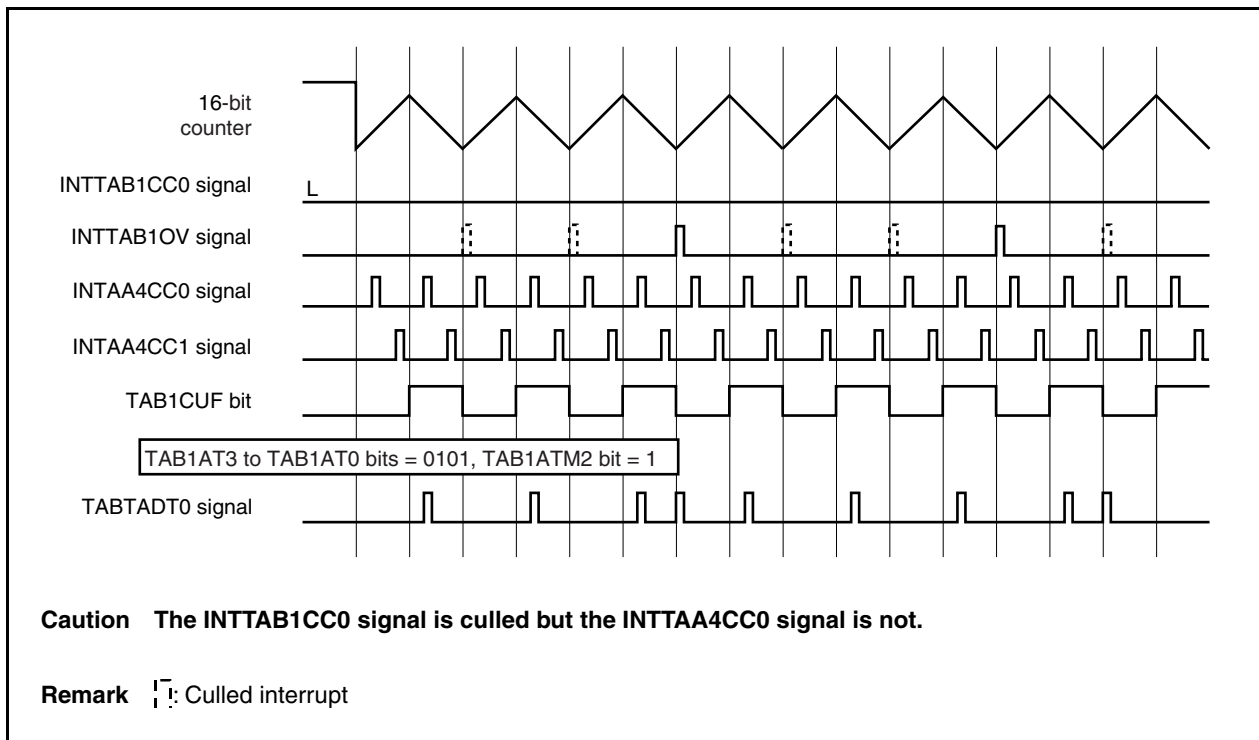 16-bit
counter
INTTAB1CC0 signal
L
INTTAB1OV signal
INTAA4CC0 signal
INTAA4CC1 signal
TAB1CUF bit
TAB1AT3 to TAB1AT0 bits = 0101, TAB1ATM2 bit = 1
TABTADT0 signal
Caution The INTTAB1CC0 signal is culled but the INTTAA4CC0 signal is not.
Remark : Culled interrupt